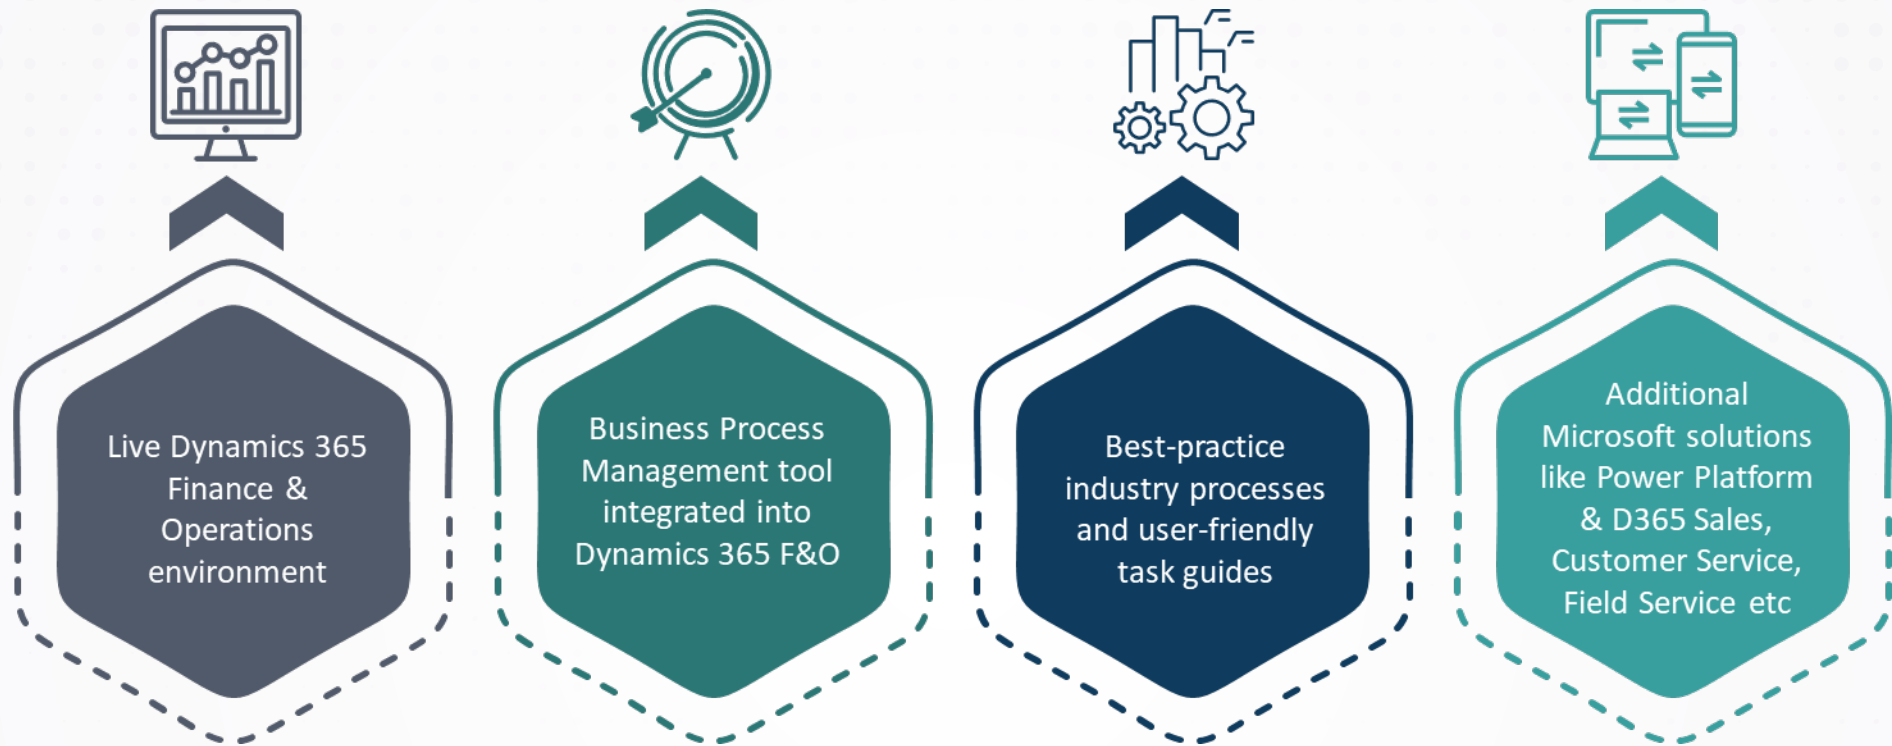 Live Dynamics 365
Finance &
Operations
environment
Business Process
Management tool
integrated into
Dynamics 365 F&O
Best-practice
industry processes
and user-friendly
task guides
Additional
Microsoft solutions
like Power Platform
& D365 Sales,
Customer Service,
Field Service etc